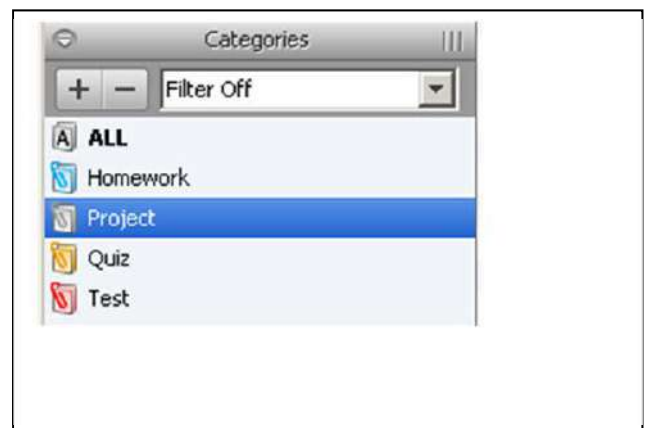 Categories
+ − Filter Off
A ALL
Homework
Project
Quiz
Test